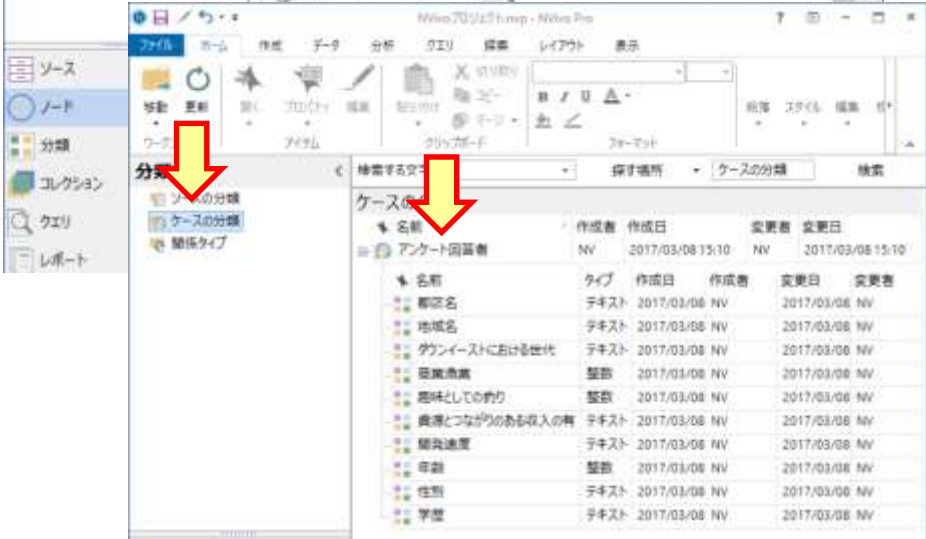 NVivoプロジェクト.nvp - NVivo Pro
ファイル ホーム 作成 データ 分析 クエリ 探索 レイアウト 表示
移動 更新 開く プロパティ 編集 貼り付け 切り取り コピー マージ
B I U A
段落 スタイル 編集
アイテム クリップボード フォーマット
ソース
ノード
分類
コレクション
クエリ
レポート
分類
ソースの分類
ケースの分類
関係タイプ
検索する文字 探す場所 ケースの分類 検索
ケースの
名前 作成者 作成日 変更者 変更日
アンケート回答者 NV 2017/03/08 15:10 NV 2017/03/08 15:10
名前 タイプ 作成日 作成者 変更日 変更者
郡区名 テキスト 2017/03/08 NV 2017/03/08 NV
地域名 テキスト 2017/03/08 NV 2017/03/08 NV
ダウンイーストにおける世代 テキスト 2017/03/08 NV 2017/03/08 NV
商業漁業 整数 2017/03/08 NV 2017/03/08 NV
趣味としての釣り 整数 2017/03/08 NV 2017/03/08 NV
資源とつながりのある収入の有 テキスト 2017/03/08 NV 2017/03/08 NV
開発速度 テキスト 2017/03/08 NV 2017/03/08 NV
年齢 整数 2017/03/08 NV 2017/03/08 NV
性別 テキスト 2017/03/08 NV 2017/03/08 NV
学歴 テキスト 2017/03/08 NV 2017/03/08 NV